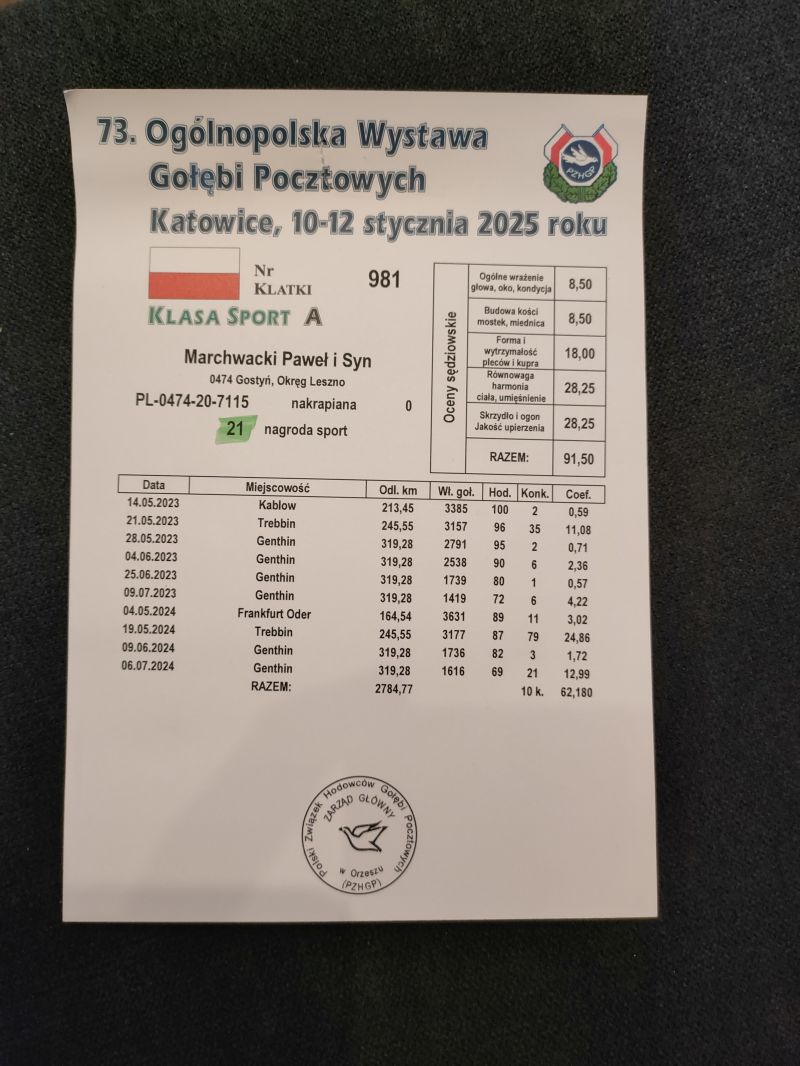 73. Ogólnopolska Wystawa
Gołębi Pocztowych
Katowice, 10-12 stycznia 2025 roku
PZHGP
Nr
KLATKI
981
KLASA SPORT A
Marchwacki Paweł i Syn
0474 Gostyń, Okręg Leszno
PL-0474-20-7115 nakrapiana 0
21 nagroda sport
Oceny sędziowskie
Ogólne wrażenie
głowa, oko, kondycja 8,50
Budowa kości
mostek, miednica 8,50
Forma i
wytrzymałość
pleców i kupra 18,00
Równowaga
harmonia
ciała, umięśnienie 28,25
Skrzydło i ogon
Jakość upierzenia 28,25
RAZEM: 91,50
Data Miejscowość Odl. km Wł. goł. Hod. Konk. Coef.
14.05.2023 Kablow 213,45 3385 100 2 0,59
21.05.2023 Trebbin 245,55 3157 96 35 11,08
28.05.2023 Genthin 319,28 2791 95 2 0,71
04.06.2023 Genthin 319,28 2538 90 6 2,36
25.06.2023 Genthin 319,28 1739 80 1 0,57
09.07.2023 Genthin 319,28 1419 72 6 4,22
04.05.2024 Frankfurt Oder 164,54 3631 89 11 3,02
19.05.2024 Trebbin 245,55 3177 87 79 24,86
09.06.2024 Genthin 319,28 1736 82 3 1,72
06.07.2024 Genthin 319,28 1616 69 21 12,99
RAZEM: 2784,77 10 k. 62,180
Polski Związek Hodowców Gołębi Pocztowych
ZARZĄD GŁÓWNY
w Orzeszu
(PZHGP)